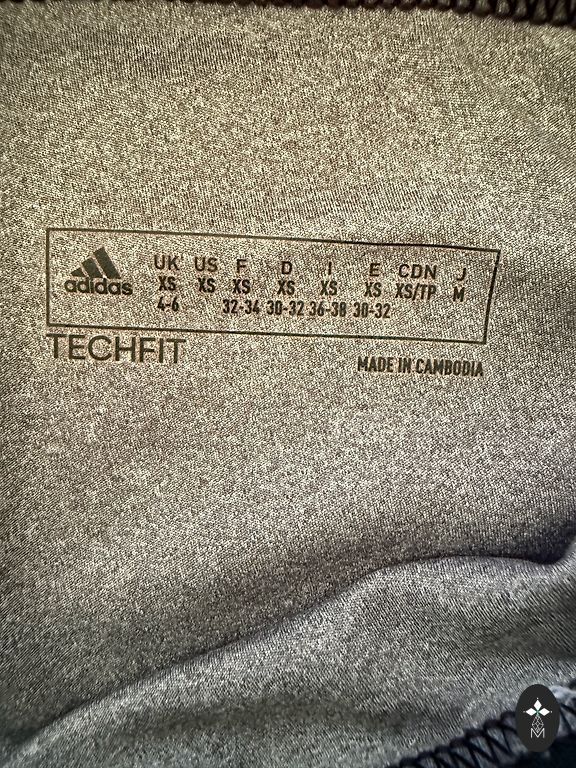 adidas
UK US F D I E CDN J
XS XS XS XS XS XS XS/TP M
4-6 32-34 30-32 36-38 30-32
TECHFIT
MADE IN CAMBODIA
M